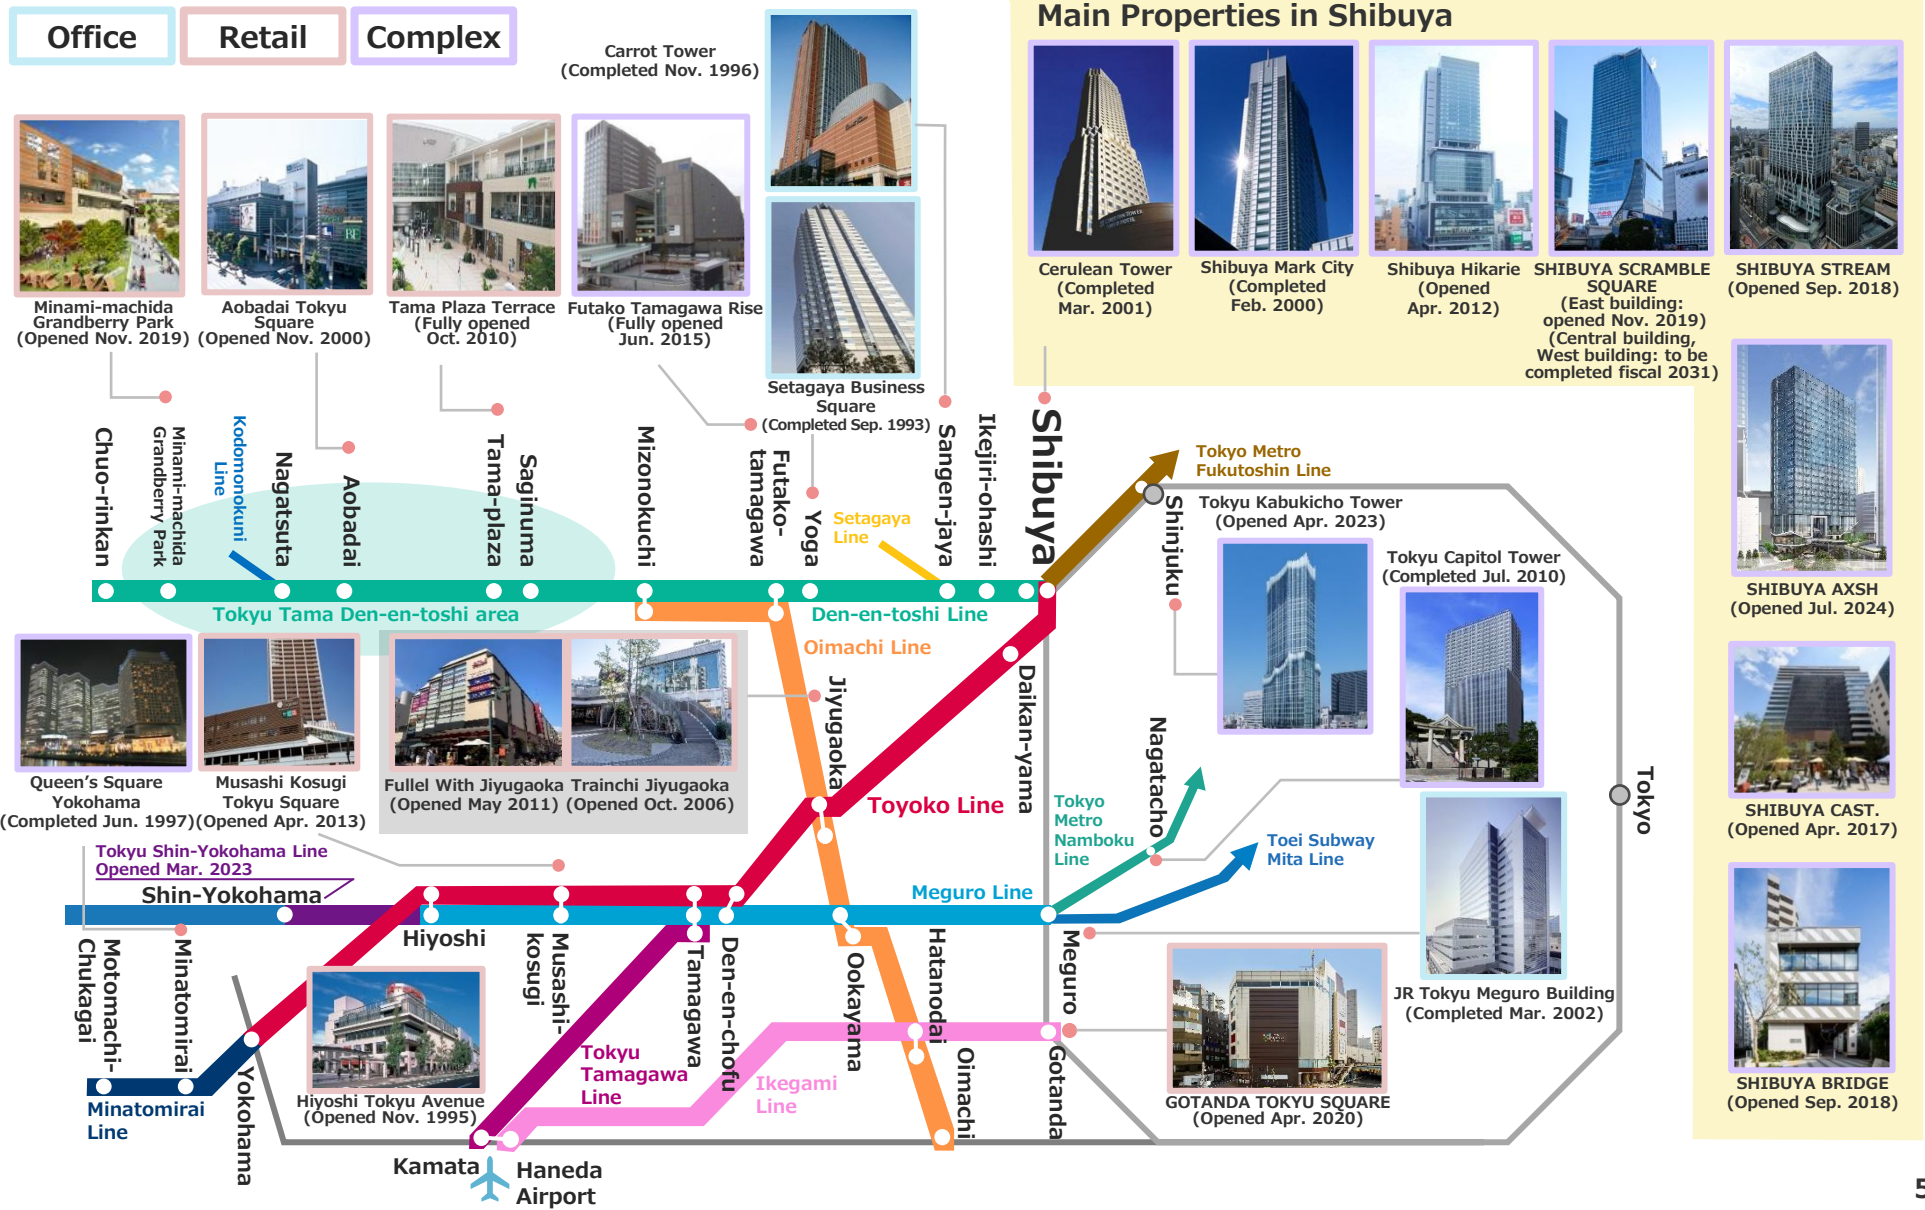 Office
Retail
Complex
Carrot Tower
(Completed Nov. 1996)
Main Properties in Shibuya
Minami-machida
Grandberry Park
(Opened Nov. 2019)
Aobadai Tokyu
Square
(Opened Nov. 2000)
Tama Plaza Terrace
(Fully opened
Oct. 2010)
Futako Tamagawa Rise
(Fully opened
Jun. 2015)
Setagaya Business
Square
(Completed Sep. 1993)
Cerulean Tower
(Completed
Mar. 2001)
Shibuya Mark City
(Completed
Feb. 2000)
Shibuya Hikarie
(Opened
Apr. 2012)
SHIBUYA SCRAMBLE
SQUARE
(East building:
opened Nov. 2019)
(Central building,
West building: to be
completed fiscal 2031)
SHIBUYA STREAM
(Opened Sep. 2018)
SHIBUYA AXSH
(Opened Jul. 2024)
SHIBUYA CAST.
(Opened Apr. 2017)
SHIBUYA BRIDGE
(Opened Sep. 2018)
Chuo-rinkan
Minami-machida
Grandberry Park
Kodomonokuni
Line
Nagatsuta
Aobadai
Tama-plaza
Saginuma
Mizonokuchi
Futako-
tamagawa
Yoga
Setagaya
Line
Sangen-jaya
Ikejiri-ohashi
Shibuya
Tokyo Metro
Fukutoshin Line
Shinjuku
Tokyu Kabukicho Tower
(Opened Apr. 2023)
Tokyu Capitol Tower
(Completed Jul. 2010)
Tokyu Tama Den-en-toshi area
Den-en-toshi Line
Oimachi Line
Queen's Square
Yokohama
(Completed Jun. 1997)
Musashi Kosugi
Tokyu Square
(Opened Apr. 2013)
Fullel With Jiyugaoka
(Opened May 2011)
Trainchi Jiyugaoka
(Opened Oct. 2006)
Jiyugaoka
Daikan-yama
Toyoko Line
Tokyo
Metro
Namboku
Line
Nagatacho
Toei Subway
Mita Line
Tokyo
Tokyu Shin-Yokohama Line
Opened Mar. 2023
Shin-Yokohama
Meguro Line
Motomachi-
Chukagai
Minatomirai
Hiyoshi
Musashi-
kosugi
Tamagawa
Den-en-chofu
Ookayama
Hatanodai
Meguro
JR Tokyu Meguro Building
(Completed Mar. 2002)
Minatomirai
Line
Yokohama
Hiyoshi Tokyu Avenue
(Opened Nov. 1995)
Tokyu
Tamagawa
Line
Ikegami
Line
Oimachi
Gotanda
GOTANDA TOKYU SQUARE
(Opened Apr. 2020)
Kamata
Haneda
Airport
5